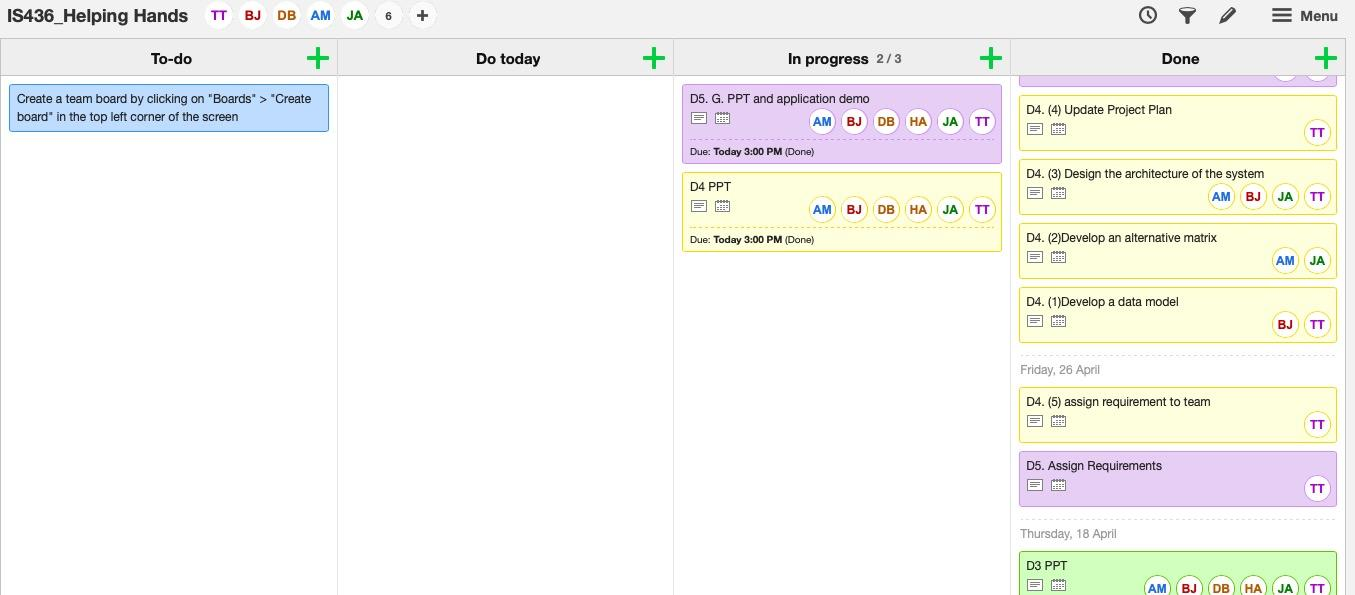 IS436_Helping Hands TT BJ DB AM JA 6 + Menu
To-do
Do today
In progress 2 / 3
Done
Create a team board by clicking on "Boards" > "Create
board" in the top left corner of the screen
D5. G. PPT and application demo
AM BJ DB HA JA TT
Due: Today 3:00 PM (Done)
D4 PPT
AM BJ DB HA JA TT
Due: Today 3:00 PM (Done)
D4. (4) Update Project Plan
TT
D4. (3) Design the architecture of the system
AM BJ JA TT
D4. (2)Develop an alternative matrix
AM JA
D4. (1)Develop a data model
BJ TT
Friday, 26 April
D4. (5) assign requirement to team
TT
D5. Assign Requirements
TT
Thursday, 18 April
D3 PPT
AM BJ DB HA JA TT